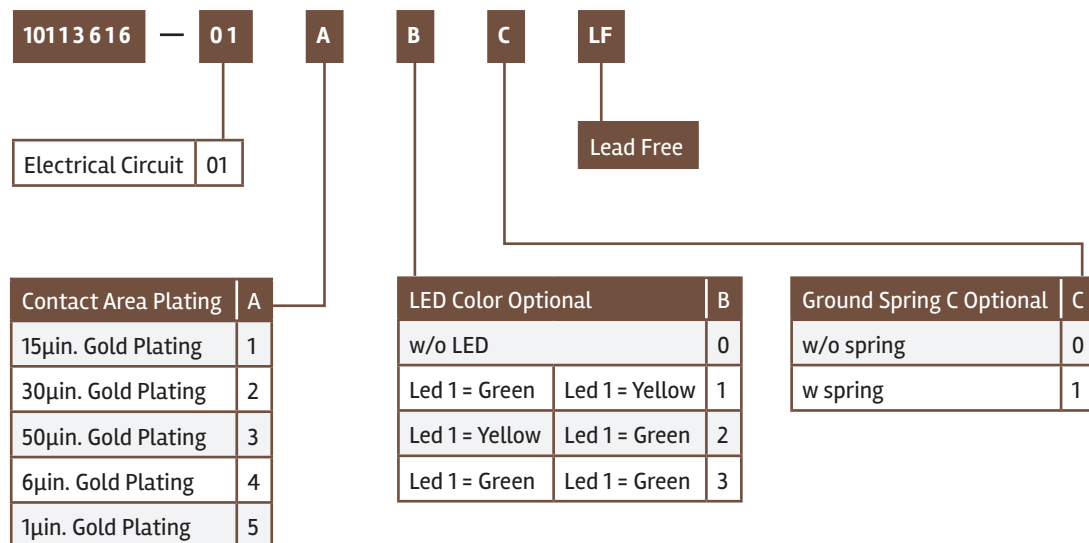 10113616 — 01 A B C LF
Electrical Circuit 01
Lead Free
Contact Area Plating A
15µin. Gold Plating 1
30µin. Gold Plating 2
50µin. Gold Plating 3
6µin. Gold Plating 4
1µin. Gold Plating 5
LED Color Optional B
w/o LED 0
Led 1 = Green Led 1 = Yellow 1
Led 1 = Yellow Led 1 = Green 2
Led 1 = Green Led 1 = Green 3
Ground Spring C Optional C
w/o spring 0
w spring 1